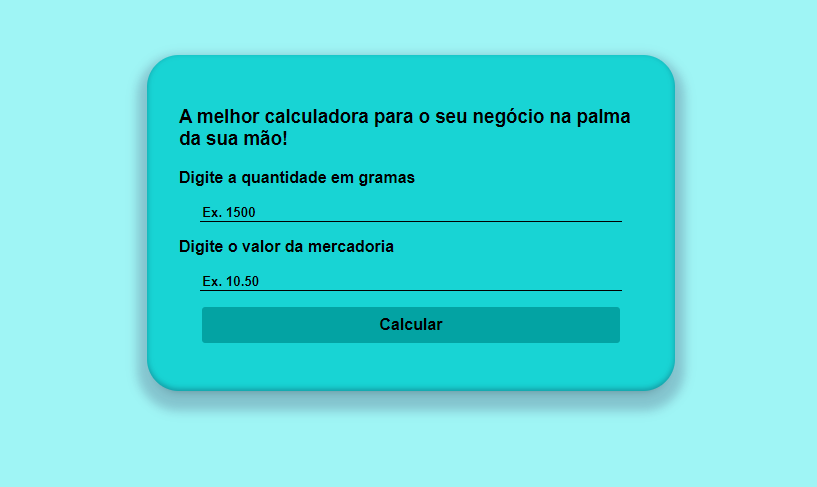 A melhor calculadora para o seu negócio na palma
da sua mão!
Digite a quantidade em gramas
Ex. 1500
Digite o valor da mercadoria
Ex. 10.50
Calcular